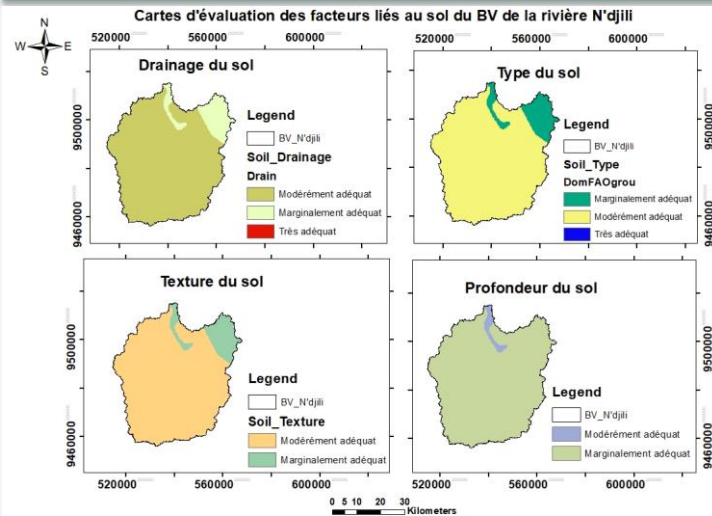 Cartes d'évaluation des facteurs liés au sol du BV de la rivière N'djili
N
W E
S
520000 560000 600000
520000 560000 600000
Drainage du sol
Legend
BV_N'djili
Soil_Drainage
Drain
Modérément adéquat
Marginalement adéquat
Très adéquat
9500000
9460000
Type du sol
Legend
BV_N'djili
Soil_Type
DomFAOgrou
Marginalement adéquat
Modérément adéquat
Très adéquat
9500000
9460000
Texture du sol
Legend
BV_N'djili
Soil_Texture
Modérément adéquat
Marginalement adéquat
9500000
9460000
Profondeur du sol
Legend
BV_N'djili
Modérément adéquat
Marginalement adéquat
9500000
9460000
520000 560000 600000
520000 560000 600000
0 5 10 20 30
Kilometers